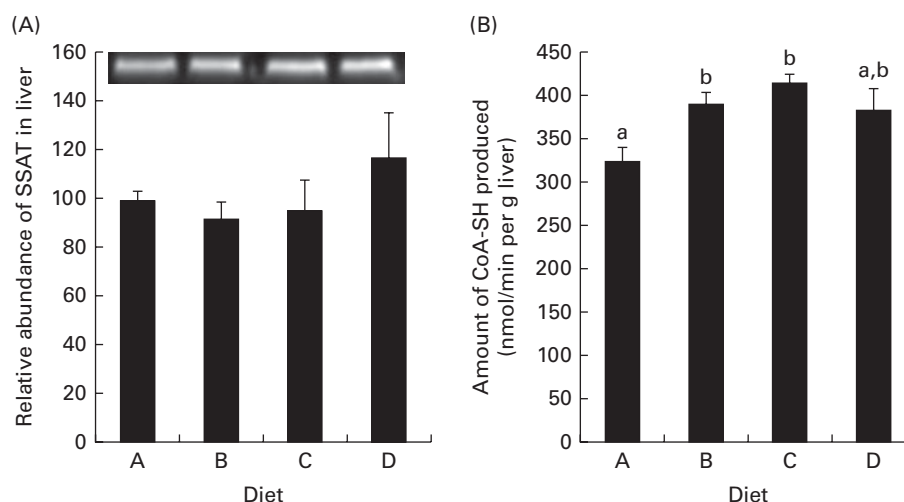 (A)
Relative abundance of SSAT in liver
160
140
120
100
80
60
40
20
0
A B C D
Diet
(B)
Amount of CoA-SH produced
(nmol/min per g liver)
450
400
350
300
250
200
150
100
50
0
a
b
b
a,b
A B C D
Diet